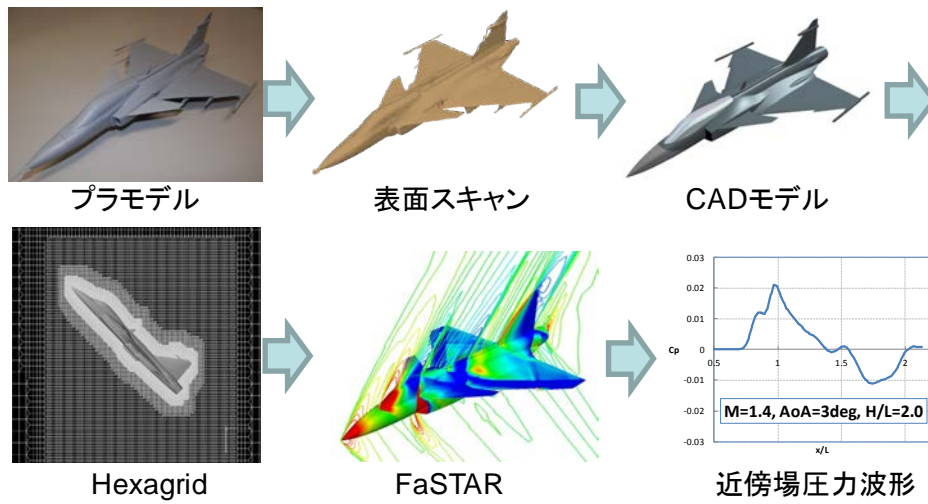 プラモデル
表面スキャン
CADモデル
0.03
0.02
0.01
0
-0.01
-0.02
-0.03
Cp
0.5
1
1.5
2
M=1.4, AoA=3deg, H/L=2.0
x/L
Hexagrid
FaSTAR
近傍場圧力波形